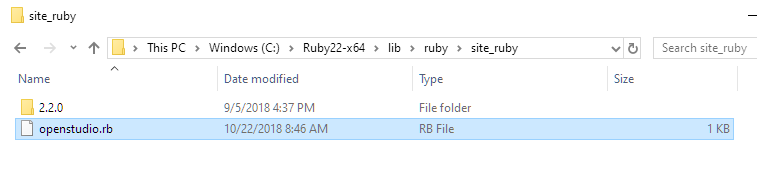 site_ruby
This PC > Windows (C:) > Ruby22-x64 > lib > ruby > site_ruby
Search site_ruby
Name Date modified Type Size
2.2.0 9/5/2018 4:37 PM File folder
openstudio.rb 10/22/2018 8:46 AM RB File 1 KB